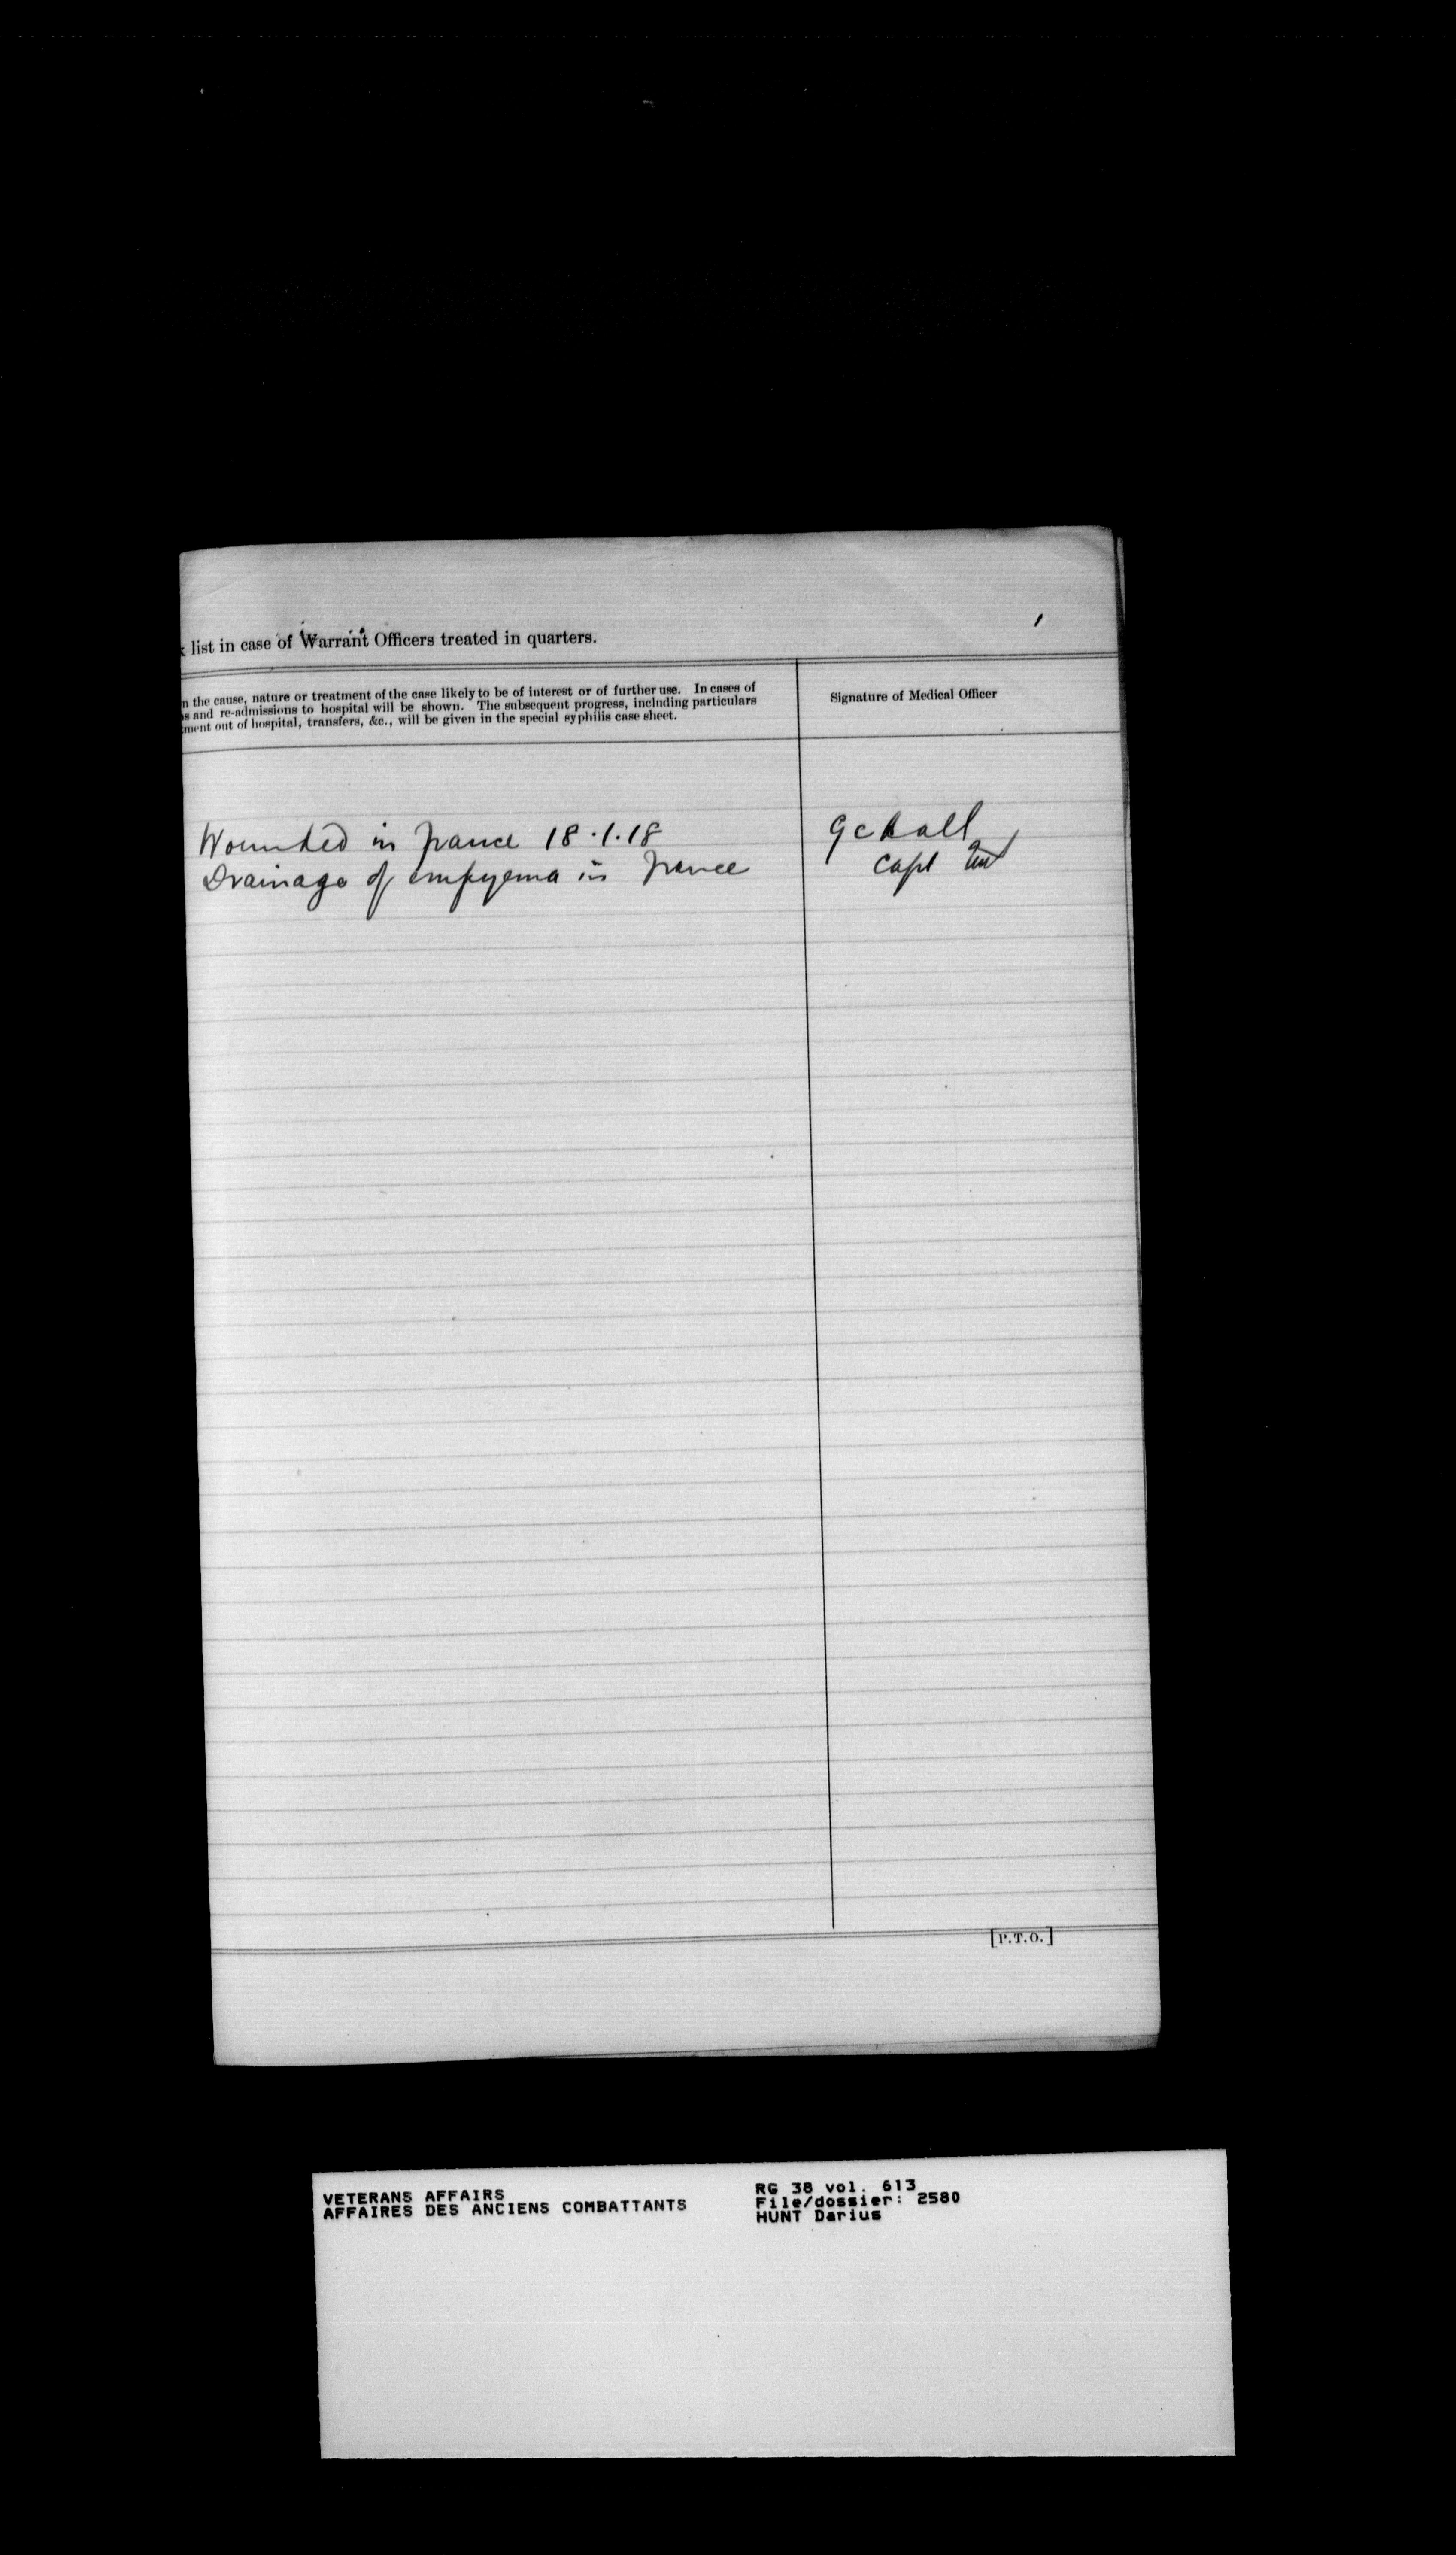 list in case of Warrant Officers treated in quarters.
n the cause, nature or treatment of the case likely to be of interest or of further use. In cases of
s and re-admissions to hospital will be shown. The subsequent progress, including particulars
ment out of hospital, transfers, &c., will be given in the special syphilis case sheet.
Signature of Medical Officer
Wounded in France 18.1.18
Drainage of empyema in France
Capt
[P.T.O.]
VETERANS AFFAIRS
AFFAIRES DES ANCIENS COMBATTANTS
RG 38 vol. 613
File/dossier: 2580
HUNT Darius